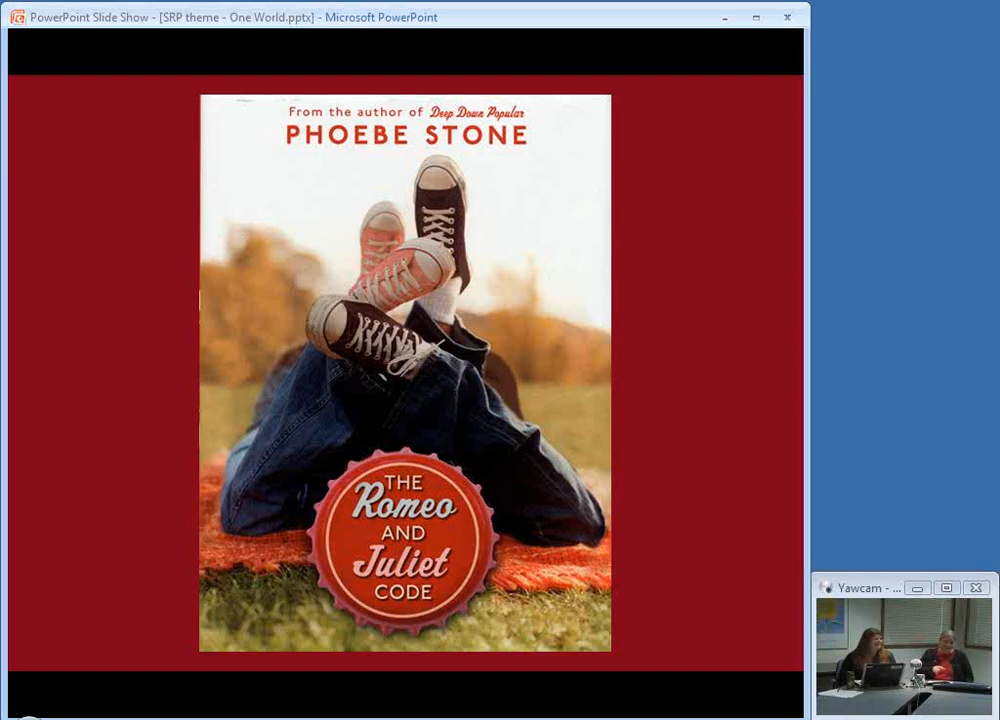 PowerPoint Slide Show - [SRP theme - One World.pptx] - Microsoft PowerPoint
From the author of Deep Down Popular
PHOEBE STONE
THE
Romeo
AND
Juliet
CODE
Yawcam - ...